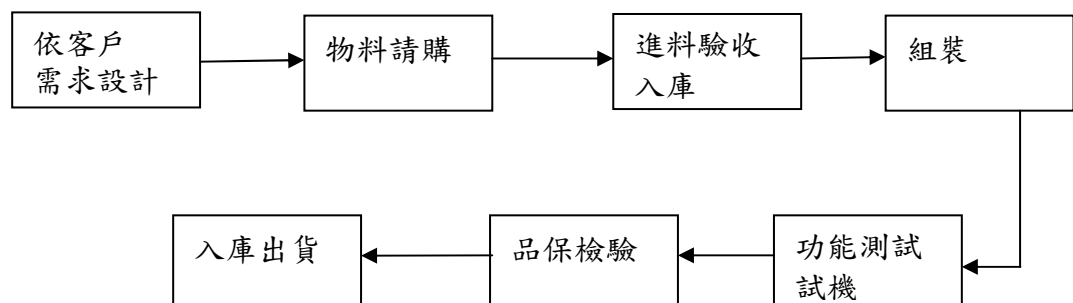 依客戶
需求設計
物料請購
進料驗收
入庫
組裝
功能測試
試機
品保檢驗
入庫出貨